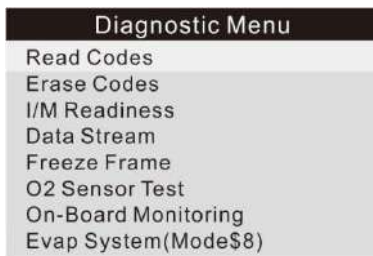 Diagnostic Menu
Read Codes
Erase Codes
I/M Readiness
Data Stream
Freeze Frame
O2 Sensor Test
On-Board Monitoring
Evap System(Mode$8)